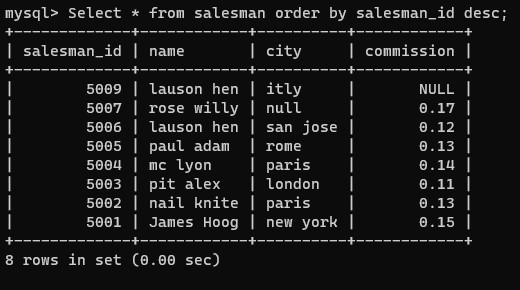 mysql> Select * from salesman order by salesman_id desc;
+-------------+------------+----------+------------+
| salesman_id | name       | city     | commission |
+-------------+------------+----------+------------+
|        5009 | lauson hen | itly     |       NULL |
|        5007 | rose willy | null     |       0.17 |
|        5006 | lauson hen | san jose |       0.12 |
|        5005 | paul adam  | rome     |       0.13 |
|        5004 | mc lyon    | paris    |       0.14 |
|        5003 | pit alex   | london   |       0.11 |
|        5002 | nail knite | paris    |       0.13 |
|        5001 | James Hoog | new york |       0.15 |
+-------------+------------+----------+------------+
8 rows in set (0.00 sec)